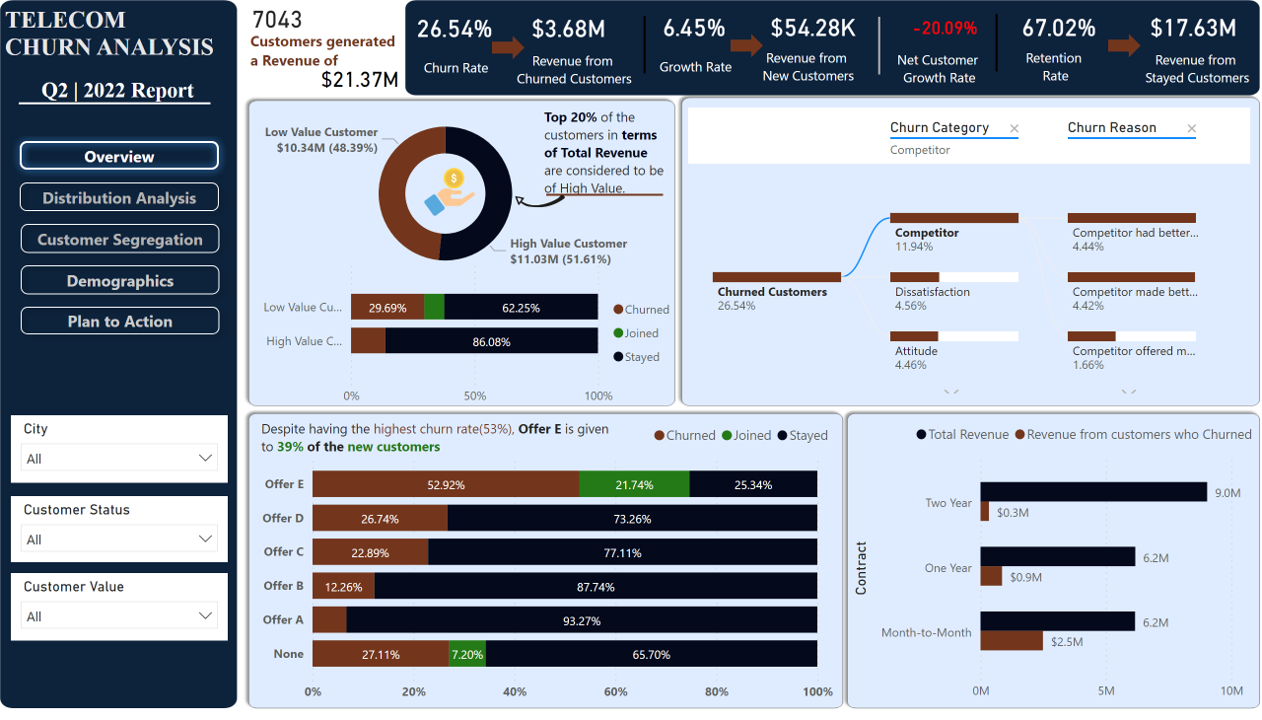 TELECOM
CHURN ANALYSIS
Q2 | 2022 Report
Overview
Distribution Analysis
Customer Segregation
Demographics
Plan to Action
City
All
Customer Status
All
Customer Value
All
7043
Customers generated
a Revenue of
$21.37M
26.54%
Churn Rate
$3.68M
Revenue from
Churned Customers
6.45%
Growth Rate
$54.28K
Revenue from
New Customers
-20.09%
Net Customer
Growth Rate
67.02%
Retention
Rate
$17.63M
Revenue from
Stayed Customers
Low Value Customer
$10.34M (48.39%)
$
Top 20% of the
customers in terms
of Total Revenue
are considered to be
of High Value.
High Value Customer
$11.03M (51.61%)
Low Value Cu...
29.69%
62.25%
High Value C...
86.08%
Churned
Joined
Stayed
0%
50%
100%
Churn Category
Competitor
Churn Reason
Churned Customers
26.54%
Competitor
11.94%
Dissatisfaction
4.56%
Attitude
4.46%
Competitor had better...
4.44%
Competitor made bett...
4.42%
Competitor offered m...
1.66%
Despite having the highest churn rate(53%), Offer E is given
to 39% of the new customers
Churned Joined Stayed
Offer E 52.92% 21.74% 25.34%
Offer D 26.74% 73.26%
Offer C 22.89% 77.11%
Offer B 12.26% 87.74%
Offer A 93.27%
None 27.11% 7.20% 65.70%
0% 20% 40% 60% 80% 100%
Total Revenue Revenue from customers who Churned
Contract
Two Year
9.0M
$0.3M
One Year
6.2M
$0.9M
Month-to-Month
6.2M
$2.5M
0M 5M 10M